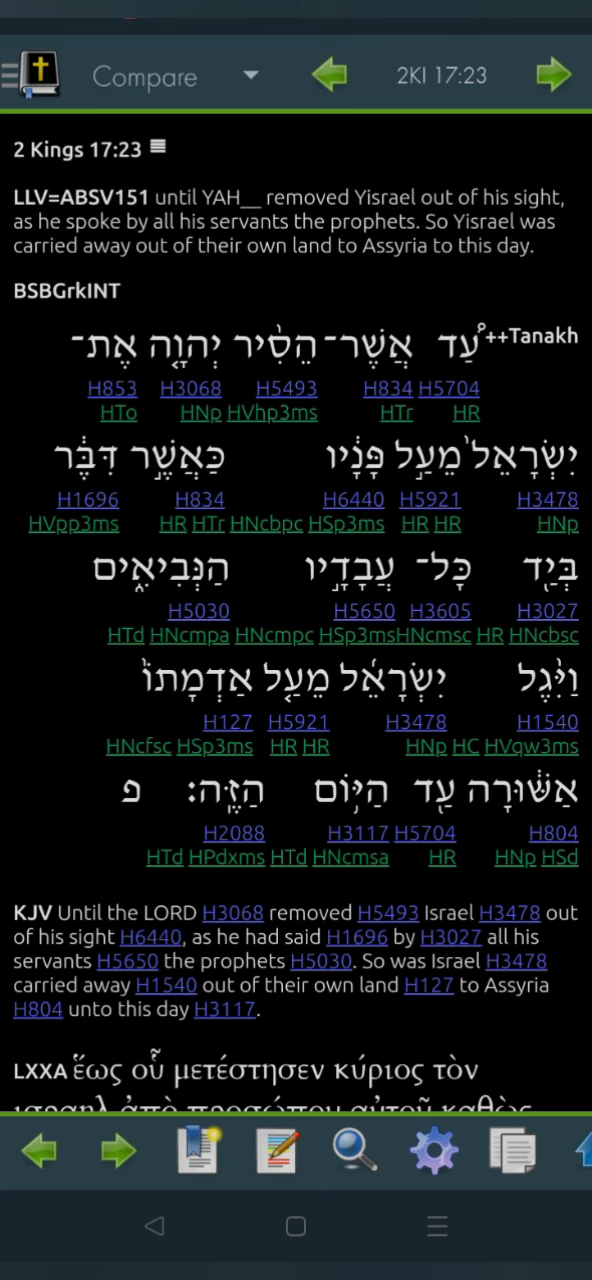 Compare
2KI 17:23
2 Kings 17:23
LLV=ABSV151 until YAH__ removed Yisrael out of his sight,
as he spoke by all his servants the prophets. So Yisrael was
carried away out of their own land to Assyria to this day.
BSBGrkINT
++Tanakh עַד אֲשֶׁר־הֵסִ֨יר יְהוָ֤ה אֶת־
H853 H3068 H5493 H834 H5704
HTo HNp HVhp3ms HTr HR
יִשְׂרָאֵל֙ מֵעַ֣ל פָּנָ֔יו כַּאֲשֶׁ֣ר דִּבֶּ֔ר
H1696 H834 H6440 H5921 H3478
HVpp3ms HR HTr HNcbpc HSp3ms HR HR HNp
בְּיַ֖ד כָּל־ עֲבָדָ֣יו הַנְּבִיאִ֑ים
H5030 H5650 H3605 H3027
HTd HNcmpa HNcmpc HSp3msHNcmsc HR HNcbsc
וַיִּ֨גֶל יִשְׂרָאֵ֜ל מֵעַ֤ל אַדְמָתוֹ֙
H127 H5921 H3478 H1540
HNcfsc HSp3ms HR HR HNp HC HVqw3ms
אַשּׁ֔וּרָה עַ֖ד הַיּ֥וֹם הַזֶּֽה׃ פ
H2088 H3117 H5704 H804
HTd HPdxms HTd HNcmsa HR HNp HSd
KJV Until the LORD H3068 removed H5493 Israel H3478 out
of his sight H6440, as he had said H1696 by H3027 all his
servants H5650 the prophets H5030. So was Israel H3478
carried away H1540 out of their own land H127 to Assyria
H804 unto this day H3117.
LXXA ἕως οὗ μετέστησεν κύριος τὸν
ισραηλ ἀπὸ προσώπου αὐτοῦ καθὼς